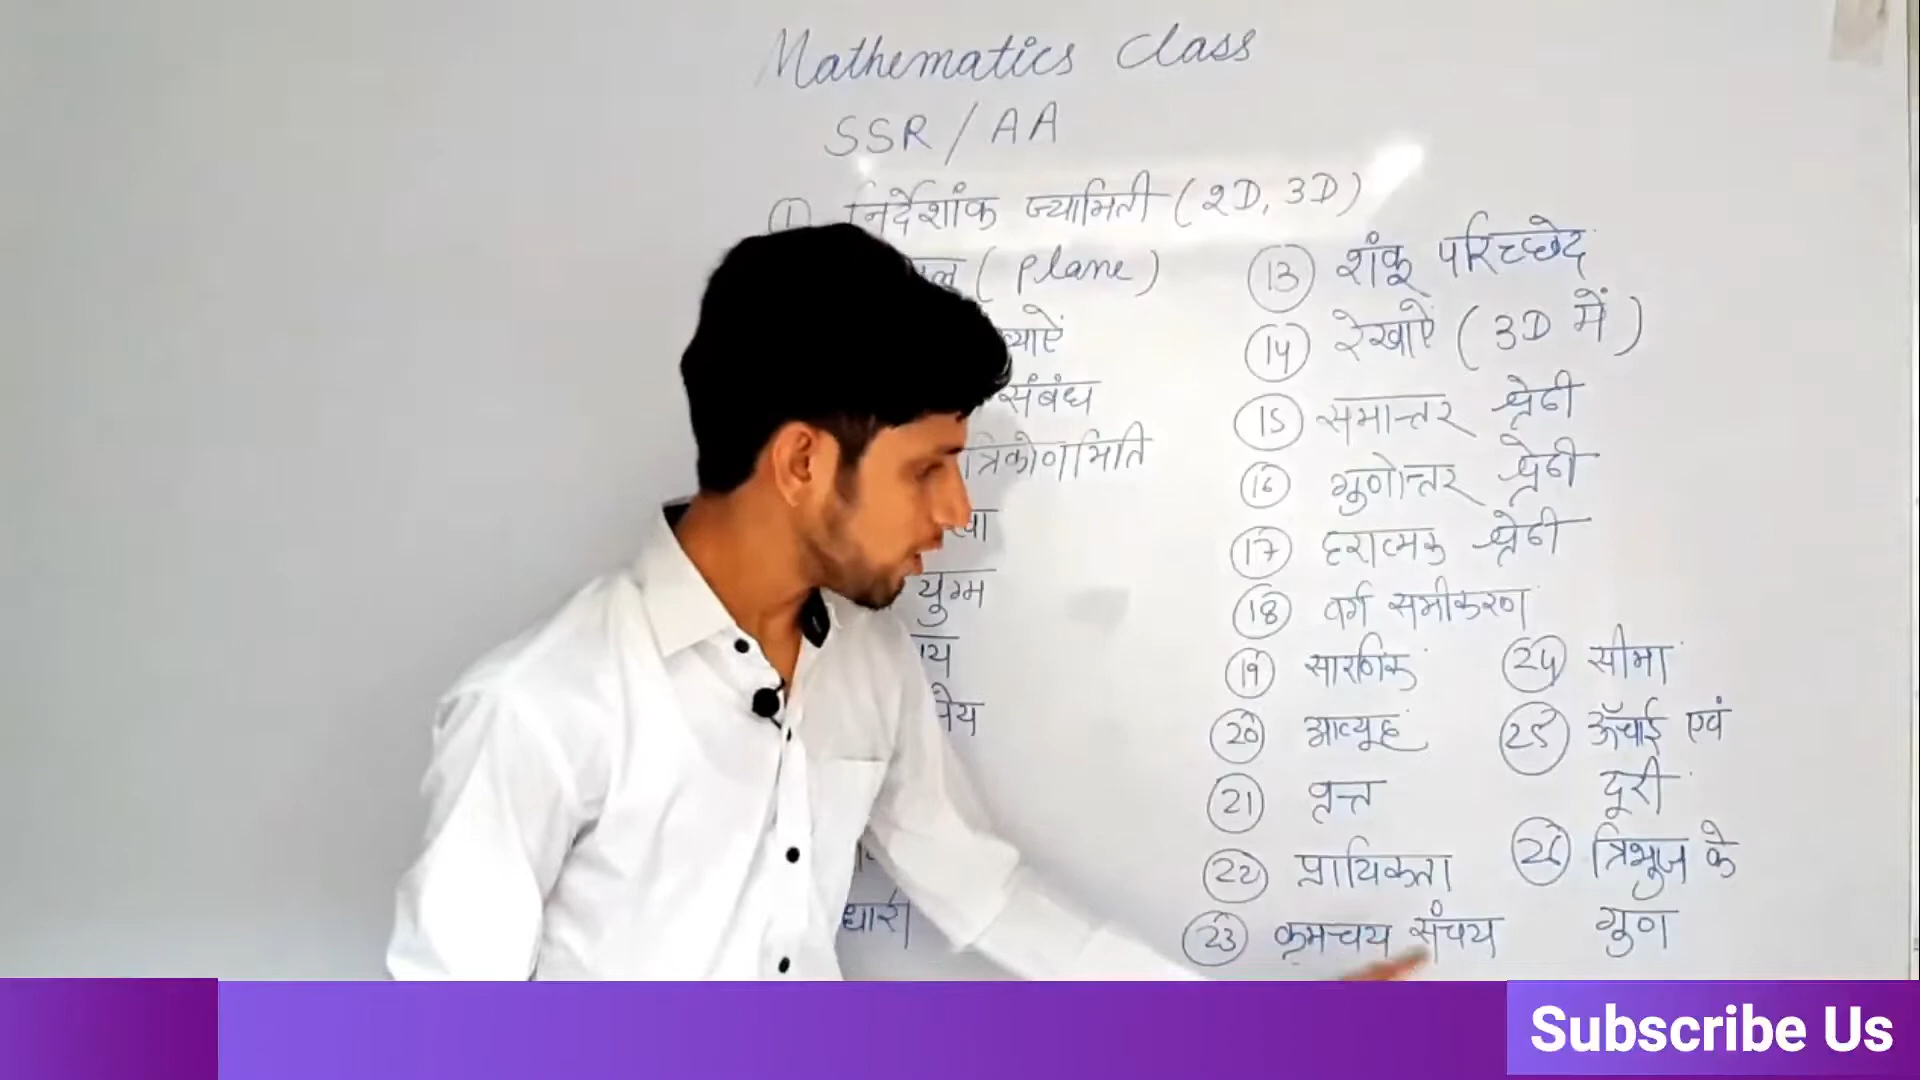 Mathematics Class
SSR / AA
① निर्देशांक ज्यामिती (2D, 3D)
(plane)
संबंध
त्रिकोणमिति
युग्म
धारी
⑬ शंकु परिच्छेद
⑭ रेखाऐं (3D में)
⑮ समान्तर श्रेढी
⑯ गुणोत्तर श्रेढी
⑰ हरात्मक श्रेढी
⑱ वर्ग समीकरण
⑲ सारणिक
⑳ आव्यूह
㉑ वृत्त
㉒ प्रायिकता
㉓ क्रमचय संचय
㉔ सीमा
㉕ ऊँचाई एवं
दूरी
㉖ त्रिभुज के
गुण
Subscribe Us